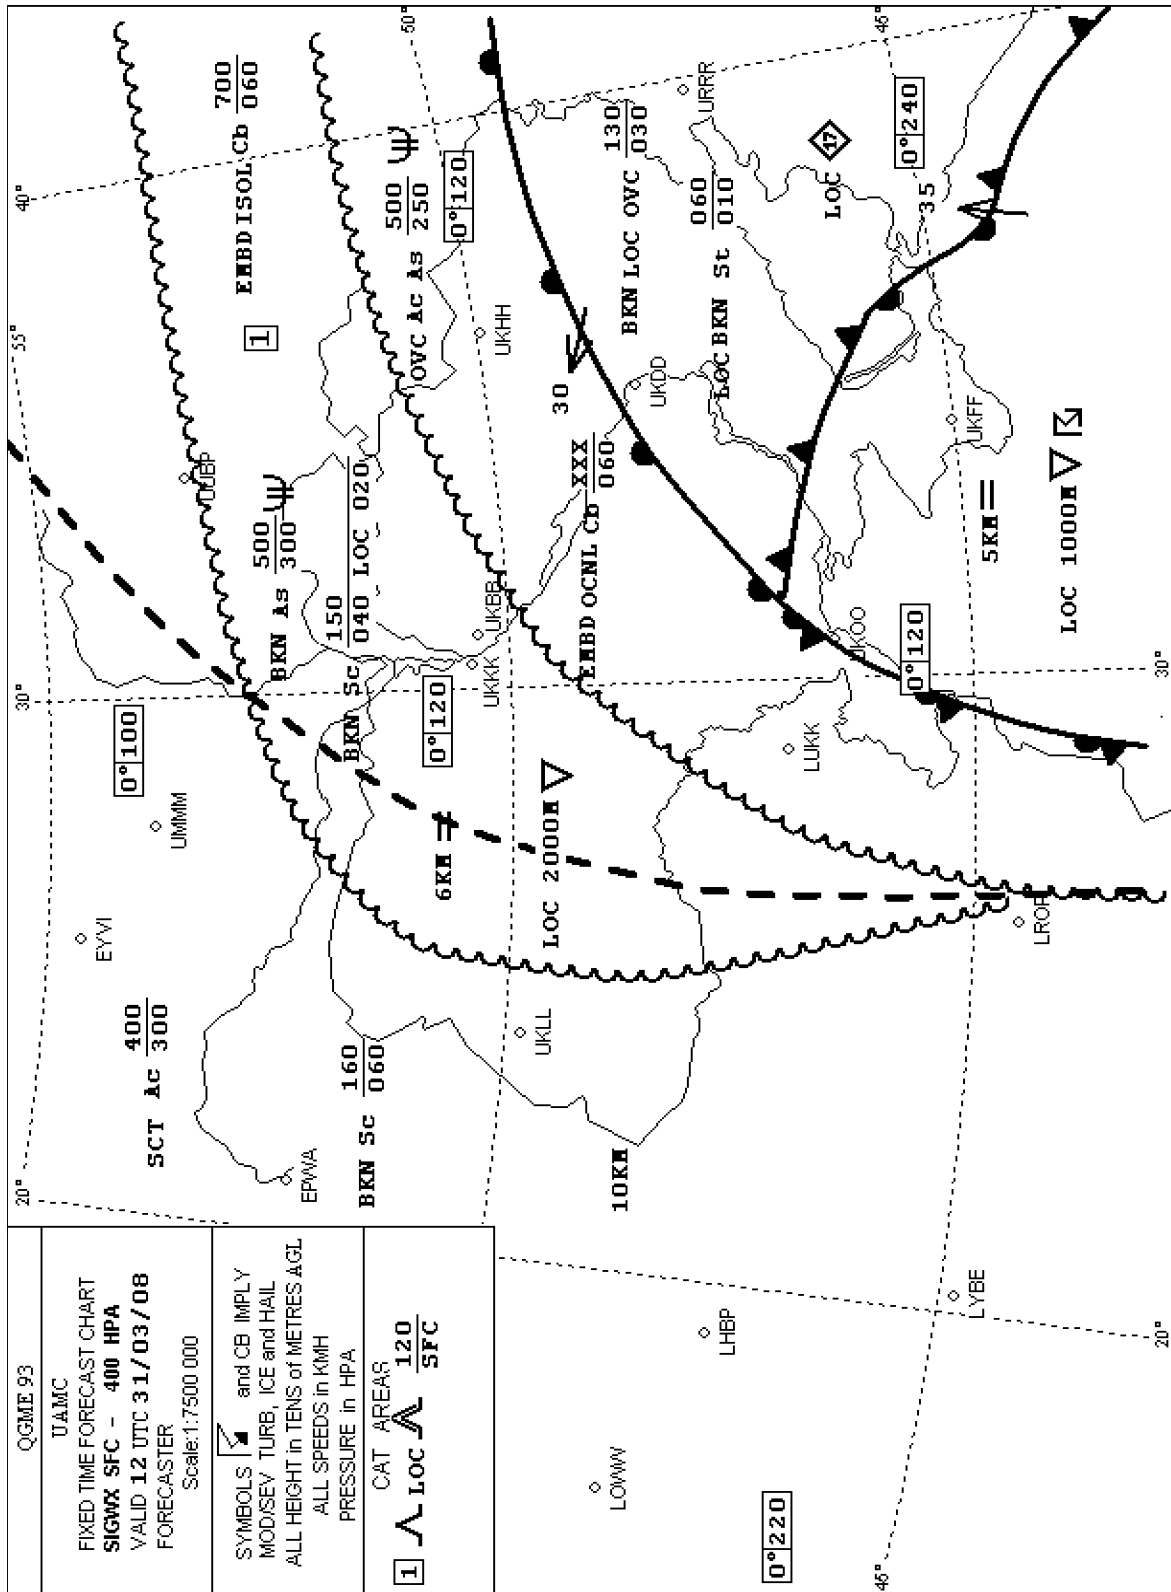 QGME 93
UAMC
FIXED TIME FORECAST CHART
SIGWX SFC - 400 HPA
VALID 12 UTC 31/03/08
FORECASTER
Scale:1:7500 000
SYMBOLS and CB IMPLY
MOD/SEV TURB, ICE and HAIL
ALL HEIGHT in TENS of METRES AGL
ALL SPEEDS in KMH
PRESSURE in HPA
CAT AREAS
1 LOC 120
SFC
20°
55°
40°
50°
45°
30°
EMBD ISOL Cb 700
060
1
UUBP
BKN As 500
300
OVC Ac As 500
250
0° 120
BKN Sc 150
040 LOC 020
UKHH
0° 100
UMMM
EYVI
SCT Ac 400
300
EPWA
BKN Sc 160
060
0° 120
UKKK
UKBB
6KM
LOC 2000M
UKLL
10KM
EMBD OCNL Cb XXX
060
30
UKDD
BKN LOC OVC 130
030
URRR
LOC BKN St 060
010
LOC 17
0° 240
35
UKFF
5KM
LOC 1000M
UKOO
0° 120
LUKK
30°
LROP
LHBP
LYBE
20°
LOWW
0° 220
45°